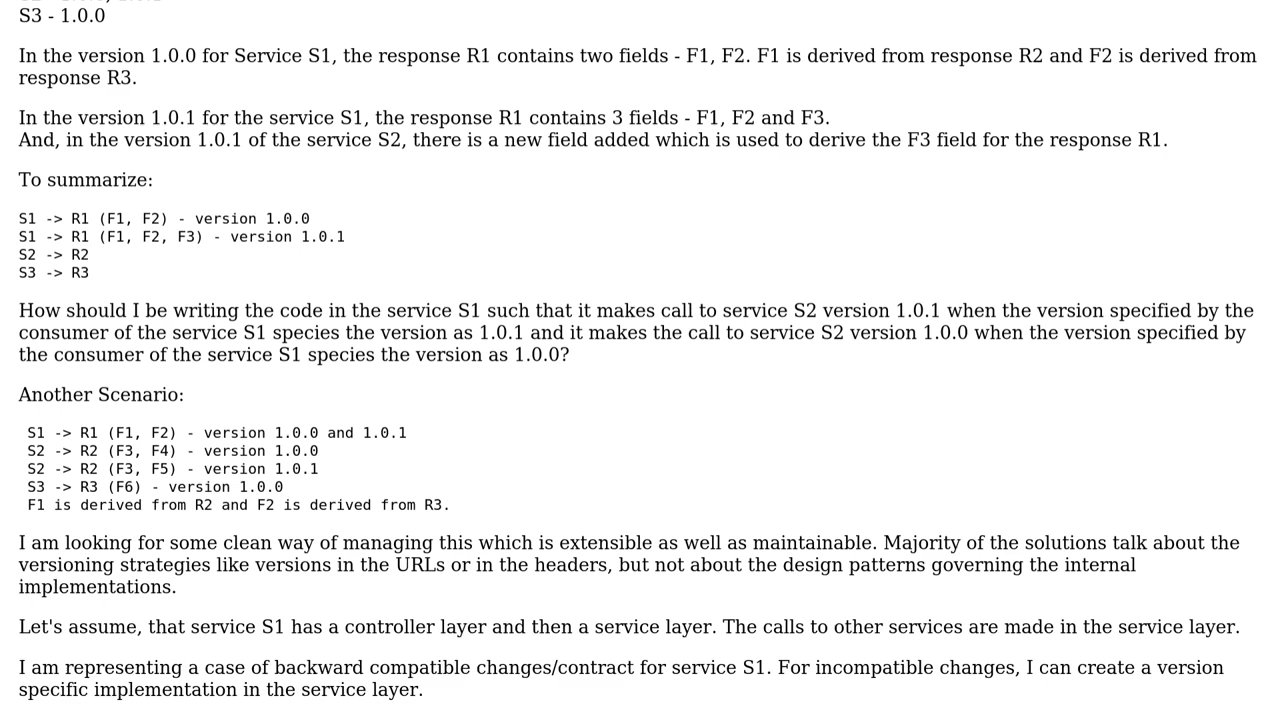 S3 - 1.0.0
In the version 1.0.0 for Service S1, the response R1 contains two fields - F1, F2. F1 is derived from response R2 and F2 is derived from
response R3.
In the version 1.0.1 for the service S1, the response R1 contains 3 fields - F1, F2 and F3.
And, in the version 1.0.1 of the service S2, there is a new field added which is used to derive the F3 field for the response R1.
To summarize:
S1 -> R1 (F1, F2) - version 1.0.0
S1 -> R1 (F1, F2, F3) - version 1.0.1
S2 -> R2
S3 -> R3
How should I be writing the code in the service S1 such that it makes call to service S2 version 1.0.1 when the version specified by the
consumer of the service S1 species the version as 1.0.1 and it makes the call to service S2 version 1.0.0 when the version specified by
the consumer of the service S1 species the version as 1.0.0?
Another Scenario:
S1 -> R1 (F1, F2) - version 1.0.0 and 1.0.1
S2 -> R2 (F3, F4) - version 1.0.0
S2 -> R2 (F3, F5) - version 1.0.1
S3 -> R3 (F6) - version 1.0.0
F1 is derived from R2 and F2 is derived from R3.
I am looking for some clean way of managing this which is extensible as well as maintainable. Majority of the solutions talk about the
versioning strategies like versions in the URLs or in the headers, but not about the design patterns governing the internal
implementations.
Let's assume, that service S1 has a controller layer and then a service layer. The calls to other services are made in the service layer.
I am representing a case of backward compatible changes/contract for service S1. For incompatible changes, I can create a version
specific implementation in the service layer.